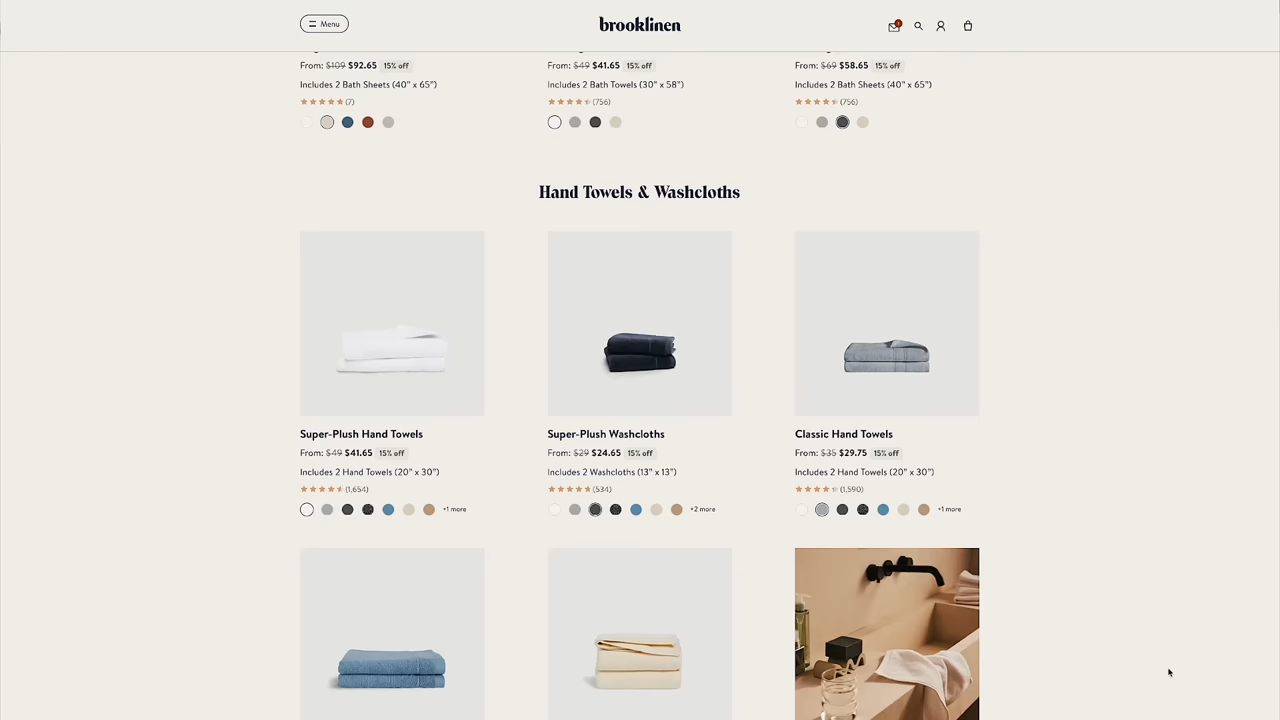 Menu
brooklinen
1
From: $109 $92.65 15% off
Includes 2 Bath Sheets (40" x 65")
(7)
From: $49 $41.65 15% off
Includes 2 Bath Towels (30" x 58")
(756)
From: $69 $58.65 15% off
Includes 2 Bath Sheets (40" x 65")
(756)
Hand Towels & Washcloths
Super-Plush Hand Towels
From: $49 $41.65 15% off
Includes 2 Hand Towels (20" x 30")
(1,654)
+1 more
Super-Plush Washcloths
From: $29 $24.65 15% off
Includes 2 Washcloths (13" x 13")
(534)
+2 more
Classic Hand Towels
From: $35 $29.75 15% off
Includes 2 Hand Towels (20" x 30")
(1,590)
+1 more